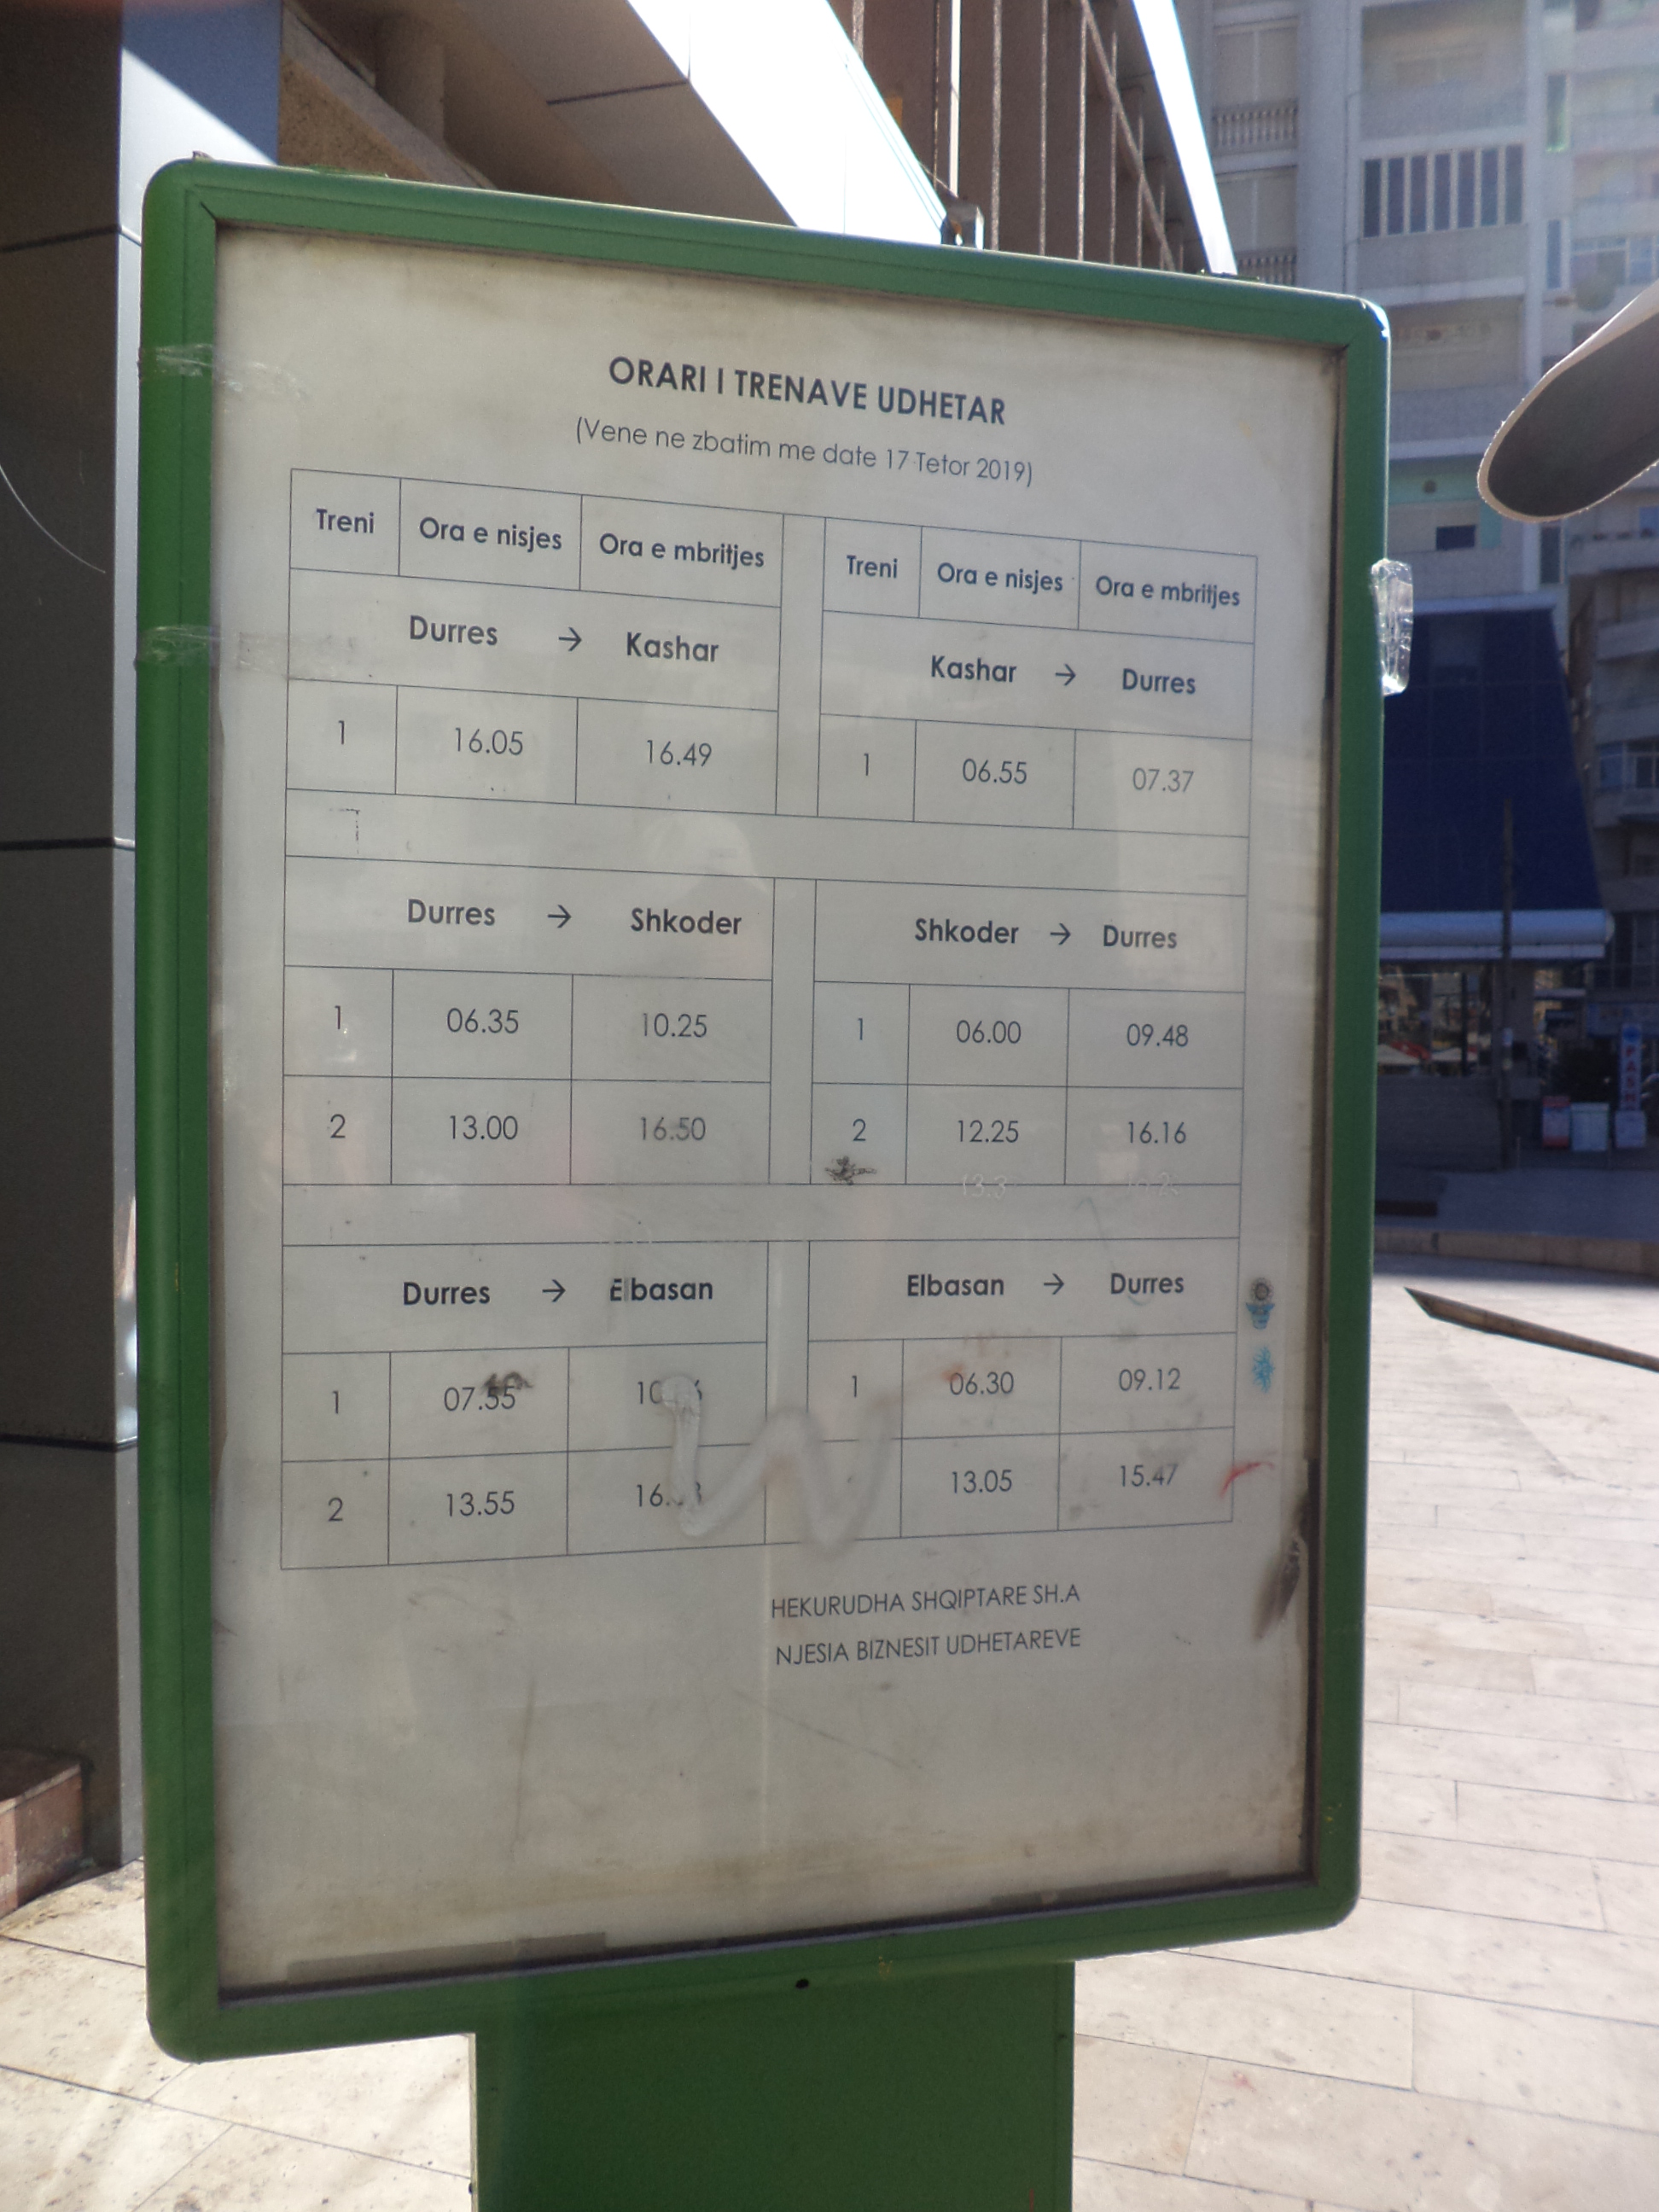 ORARI I TRENAVE UDHETAR
(Vene ne zbatim me date 17 Tetor 2019)
Treni Ora e nisjes Ora e mbritjes Treni Ora e nisjes Ora e mbritjes
Durres → Kashar Kashar → Durres
1 16.05 16.49 1 06.55 07.37
Durres → Shkoder Shkoder → Durres
1 06.35 10.25 1 06.00 09.48
2 13.00 16.50 2 12.25 16.16
Durres → Elbasan Elbasan → Durres
1 07.55 1 06.30 09.12
2 13.55 13.05 15.47
HEKURUDHA SHQIPTARE SH.A
NJESIA BIZNESIT UDHETAREVE